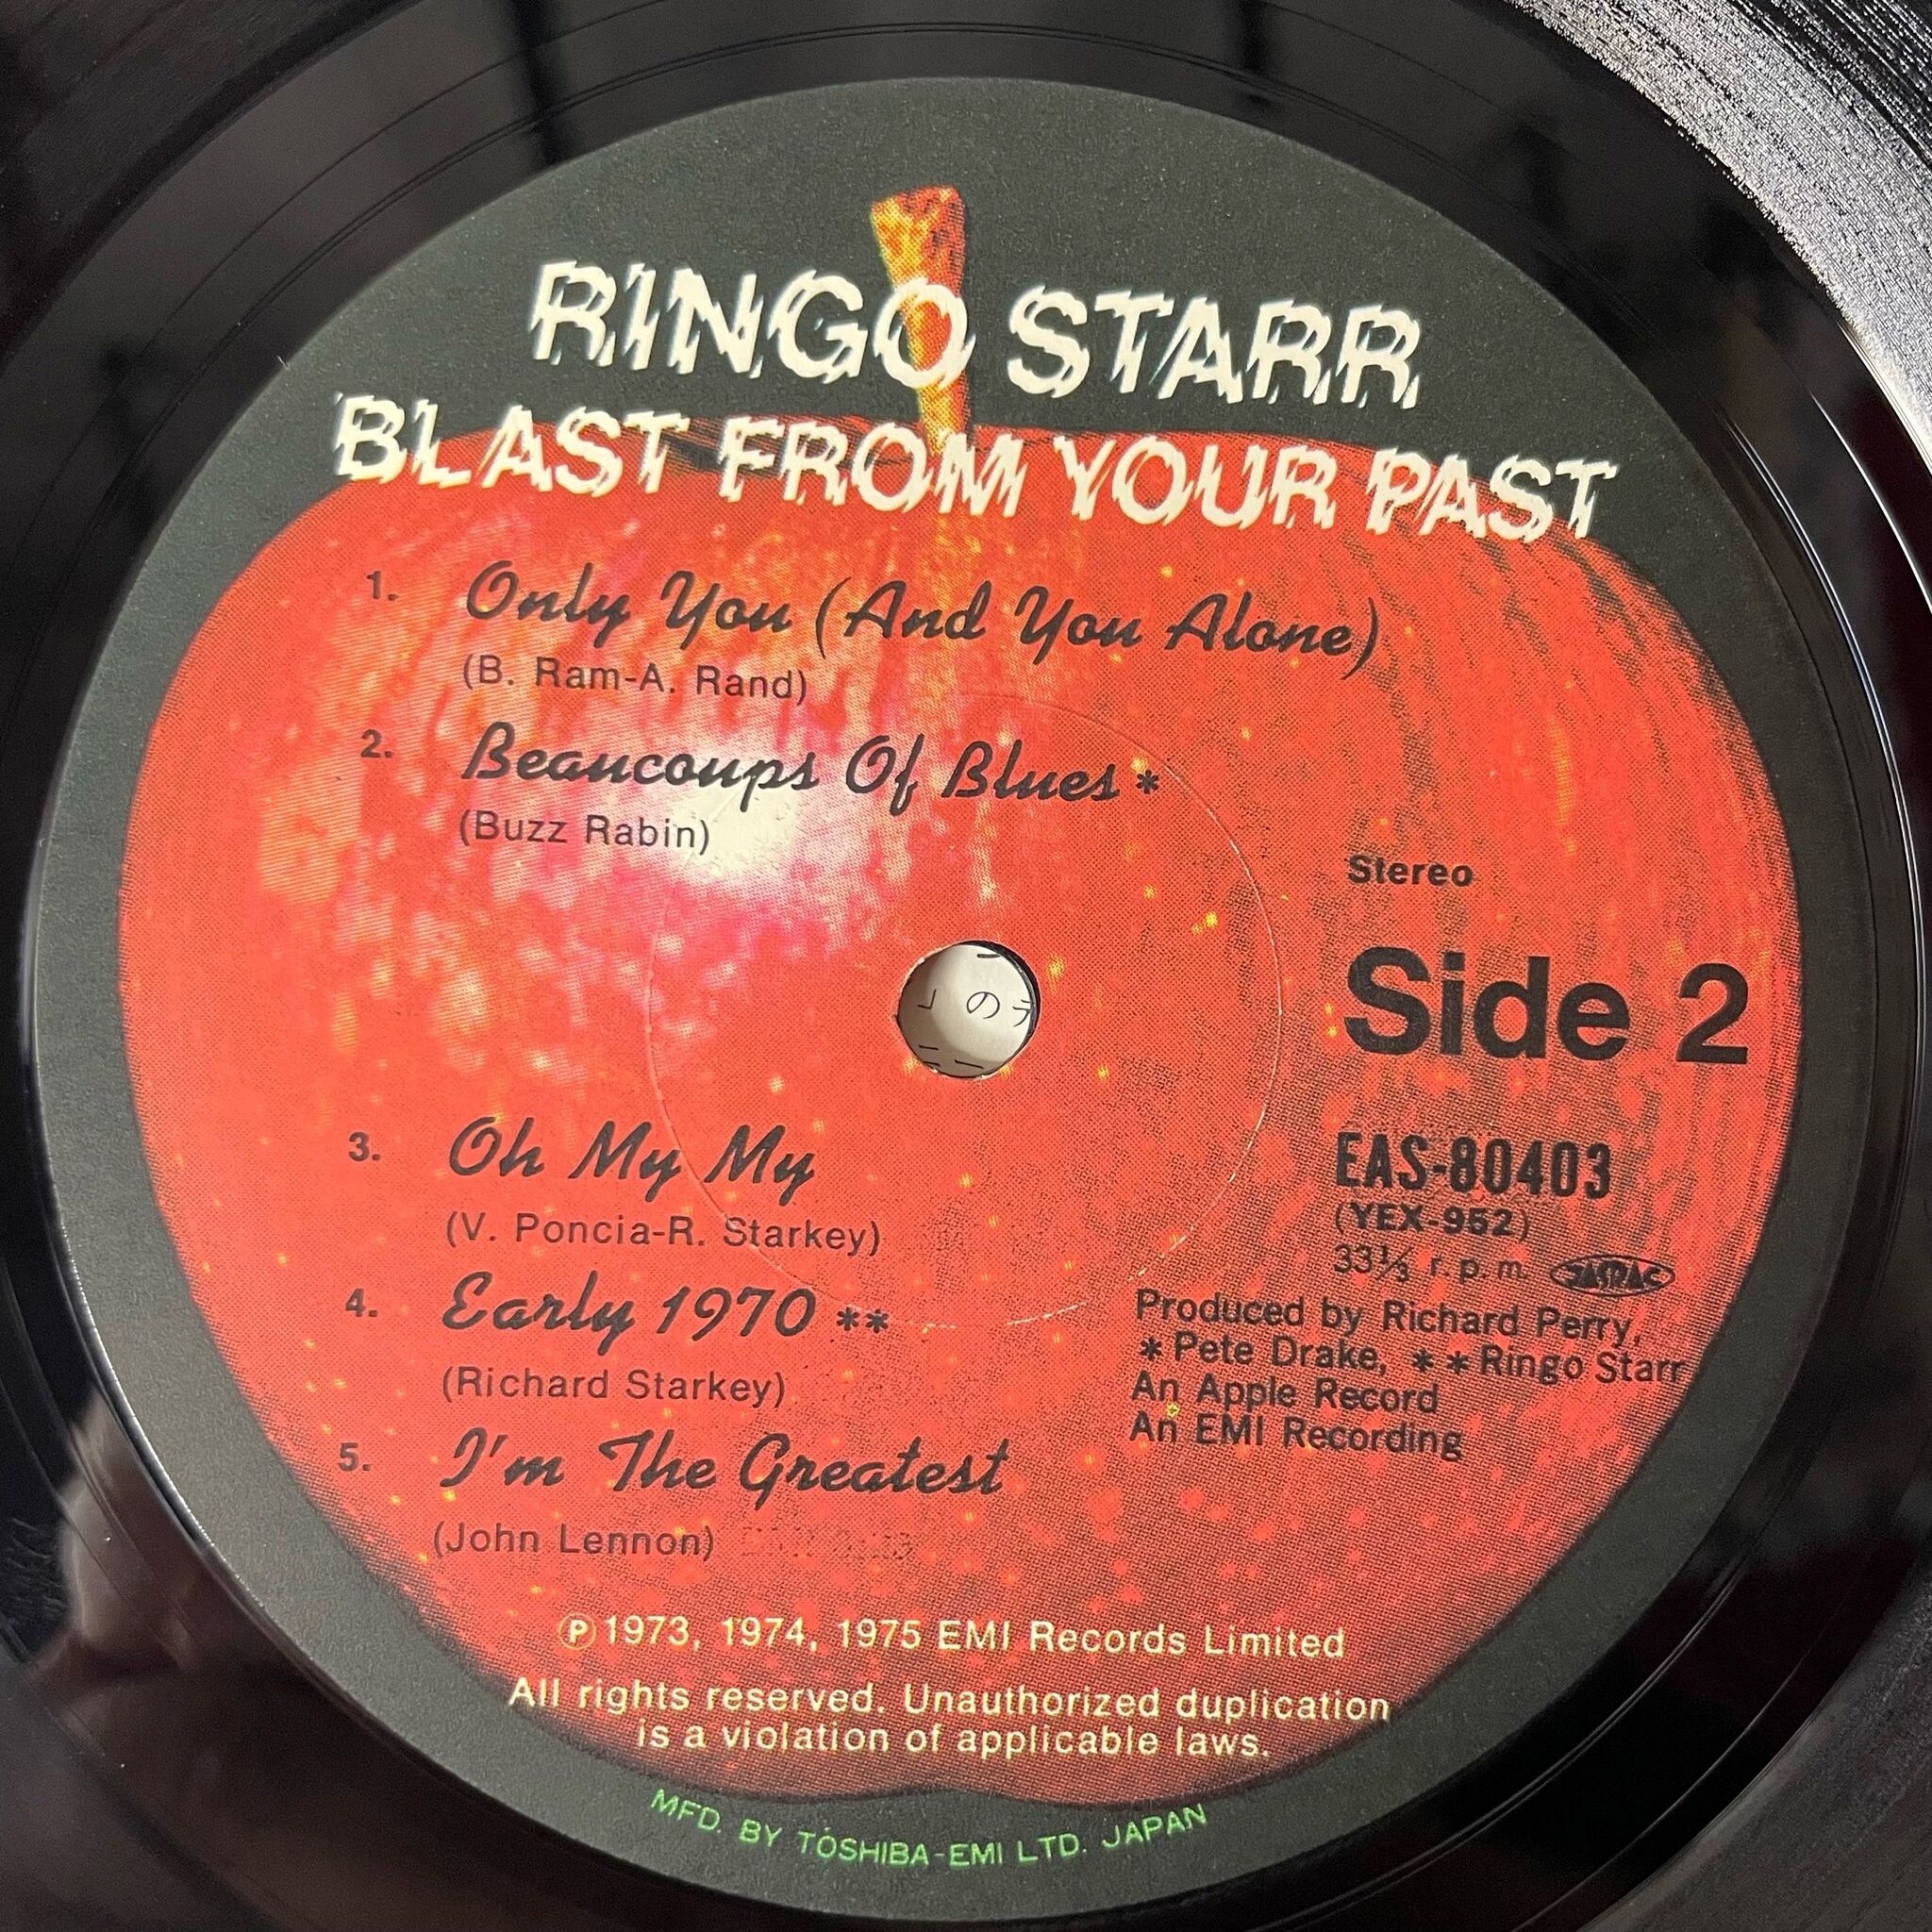 RINGO STARR
BLAST FROM YOUR PAST
1. Only You (And You Alone)
(B. Ram-A. Rand)
2. Beaucoups Of Blues *
(Buzz Rabin)
Stereo
Side 2
3. Oh My My
(V. Poncia-R. Starkey)
4. Early 1970 **
(Richard Starkey)
5. I'm The Greatest
(John Lennon)
EAS-80403
(YEX-952)
33⅓ r.p.m. JASRAC
Produced by Richard Perry,
* Pete Drake, * * Ringo Starr
An Apple Record
An EMI Recording
Ⓟ 1973, 1974, 1975 EMI Records Limited
All rights reserved. Unauthorized duplication
is a violation of applicable laws.
MFD. BY TOSHIBA-EMI LTD. JAPAN